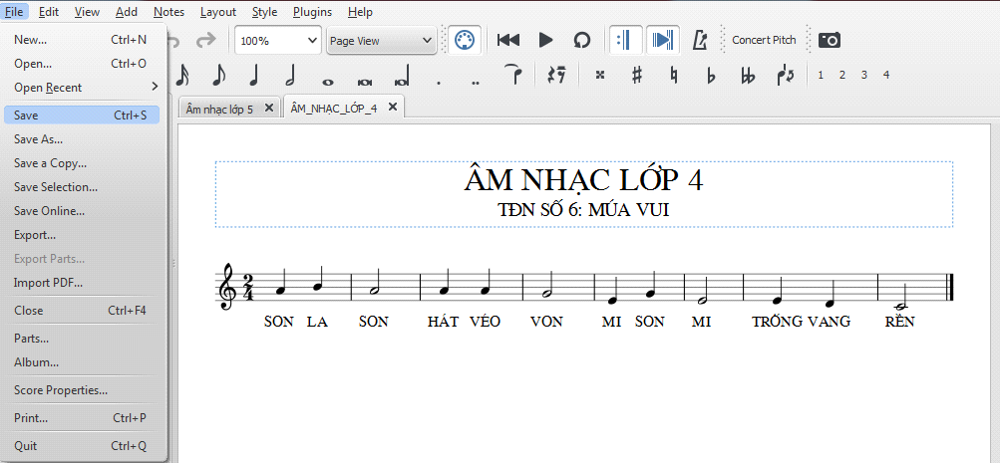 File Edit View Add Notes Layout Style Plugins Help
New... Ctrl+N
Open... Ctrl+O
Open Recent
Save Ctrl+S
Save As...
Save a Copy...
Save Selection...
Save Online...
Export...
Export Parts...
Import PDF...
Close Ctrl+F4
Parts...
Album...
Score Properties...
Print... Ctrl+P
Quit Ctrl+Q
100% Page View Concert Pitch
1 2 3 4
Âm nhạc lớp 5 ÂM_NHẠC_LỚP_4
ÂM NHẠC LỚP 4
TĐN SỐ 6: MÚA VUI
2
4
SON LA SON HÁT VÉO VON MI SON MI TRỐNG VANG RỀN